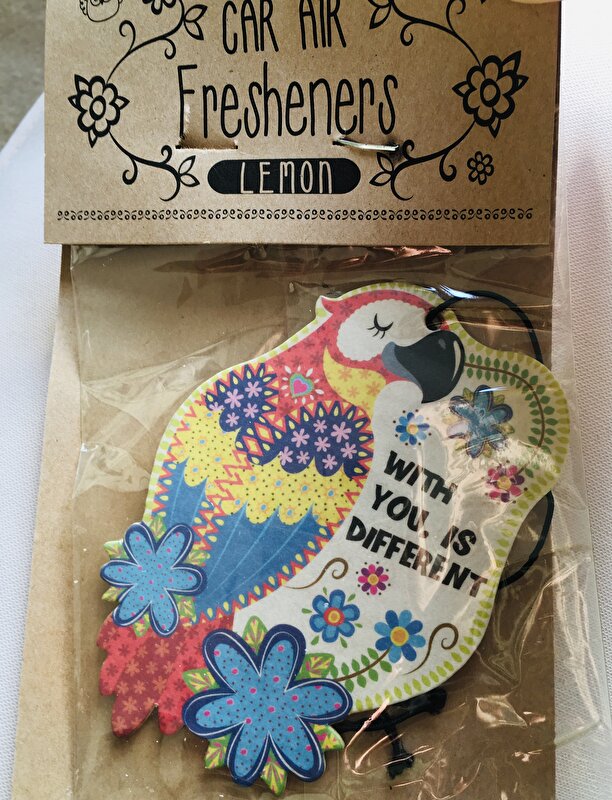 CAR AIR
Fresheners
LEMON
WITH
YOU, IS
DIFFERENT